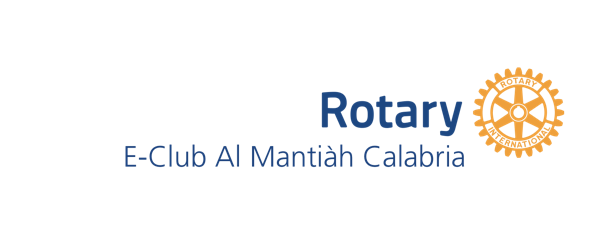 Rotary
E-Club Al Mantiàh Calabria
ROTARY
INTERNATIONAL